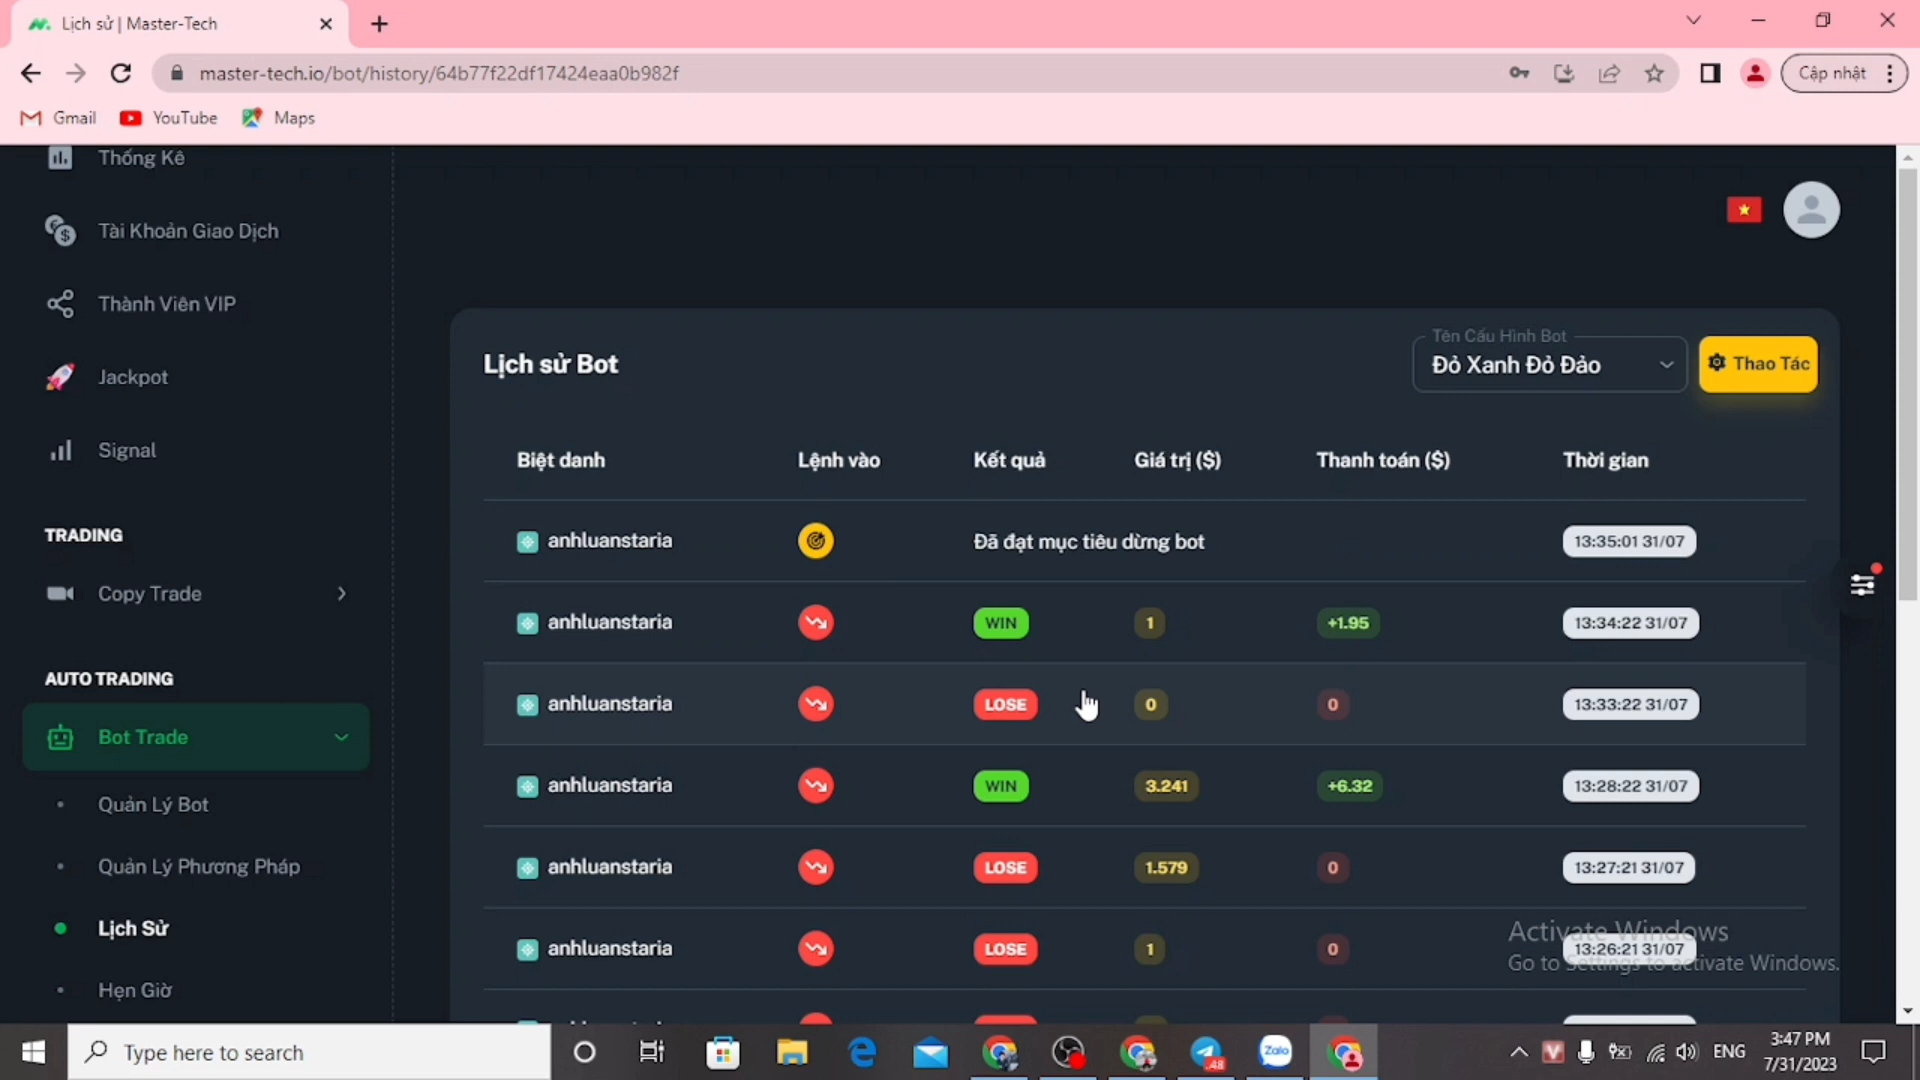 Lịch sử | Master-Tech
master-tech.io/bot/history/64b77f22df17424eaa0b982f
Cập nhật
Gmail
YouTube
Maps
Thống Kê
Tài Khoản Giao Dịch
Thành Viên VIP
Jackpot
Signal
TRADING
Copy Trade
AUTO TRADING
Bot Trade
Quản Lý Bot
Quản Lý Phương Pháp
Lịch Sử
Hẹn Giờ
Lịch sử Bot
Tên Cấu Hình Bot
Đỏ Xanh Đỏ Đảo
Thao Tác
Biệt danh Lệnh vào Kết quả Giá trị ($) Thanh toán ($) Thời gian
anhluanstaria Đã đạt mục tiêu dừng bot 13:35:01 31/07
anhluanstaria WIN 1 +1.95 13:34:22 31/07
anhluanstaria LOSE 0 0 13:33:22 31/07
anhluanstaria WIN 3.241 +6.32 13:28:22 31/07
anhluanstaria LOSE 1.579 0 13:27:21 31/07
anhluanstaria LOSE 1 0 13:26:21 31/07
Activate Windows
Go to Settings to activate Windows.
Type here to search
48
Zalo
ENG
3:47 PM
7/31/2023